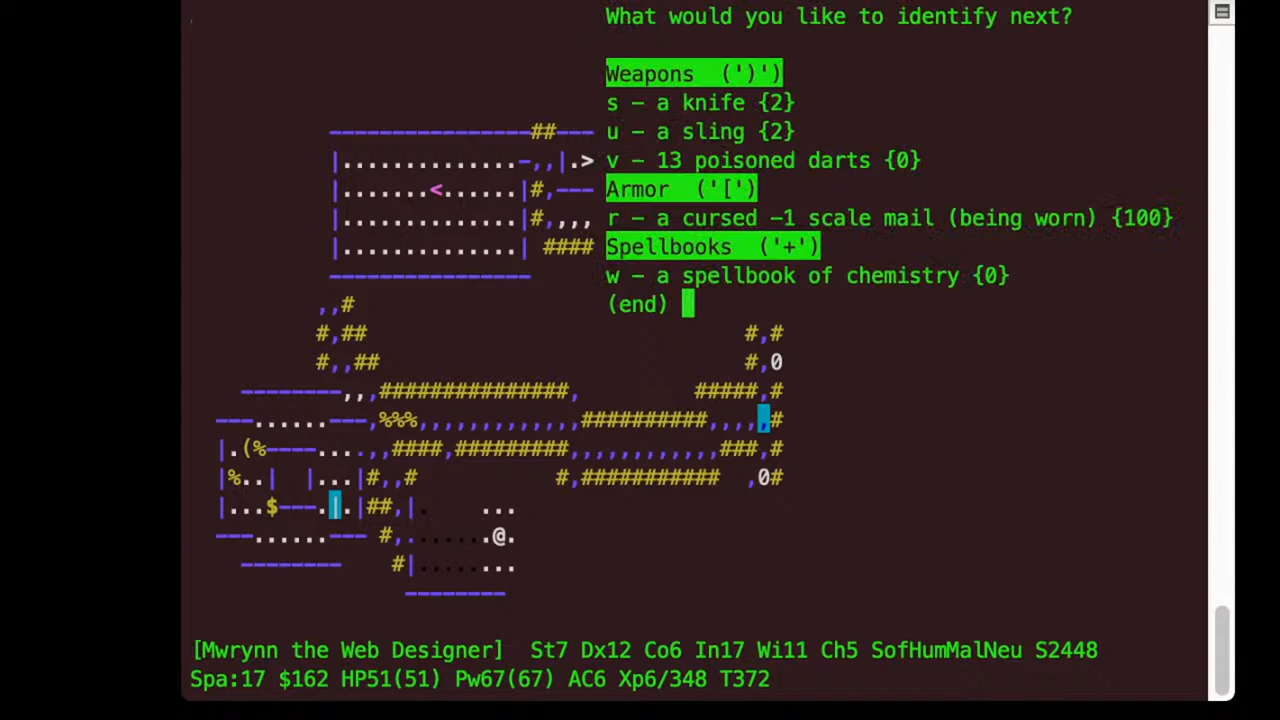 What would you like to identify next?
Weapons (')')
s – a knife {2}
u – a sling {2}
----------------##---
|.............-,,|.> v – 13 poisoned darts {0}
|.......<......|#,--- Armor ('[')
|..............|#,,,, r – a cursed –1 scale mail (being worn) {100}
|..............| #### Spellbooks ('+')
---------------- w – a spellbook of chemistry {0}
,,# (end)
#,## #,#
#,,## #,0
--------,,,###############, #####,#
---......---,%%%,,,,,,,,,,,,,##########,,,,,#
|.(%----....,,####,#########,,,,,,,,,,,,###,#
|%..| |...|#,,# #,########### ,0#
|...$---.|.|##,|. ...
---......--- #,.......@.
-------- #|........
--------
[Mwrynn the Web Designer] St7 Dx12 Co6 In17 Wi11 Ch5 SofHumMalNeu S2448
Spa:17 $162 HP51(51) Pw67(67) AC6 Xp6/348 T372